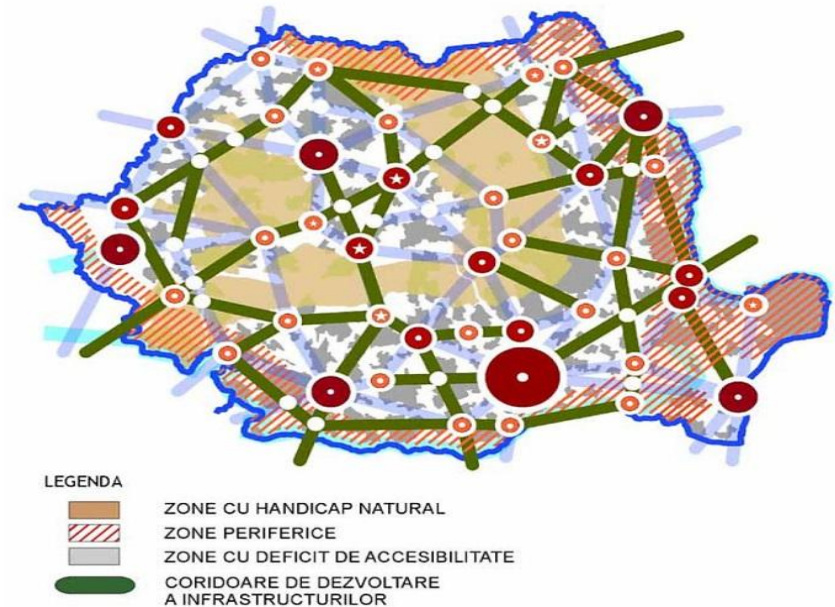 LEGENDA
ZONE CU HANDICAP NATURAL
ZONE PERIFERICE
ZONE CU DEFICIT DE ACCESIBILITATE
CORIDOARE DE DEZVOLTARE
A INFRASTRUCTURILOR